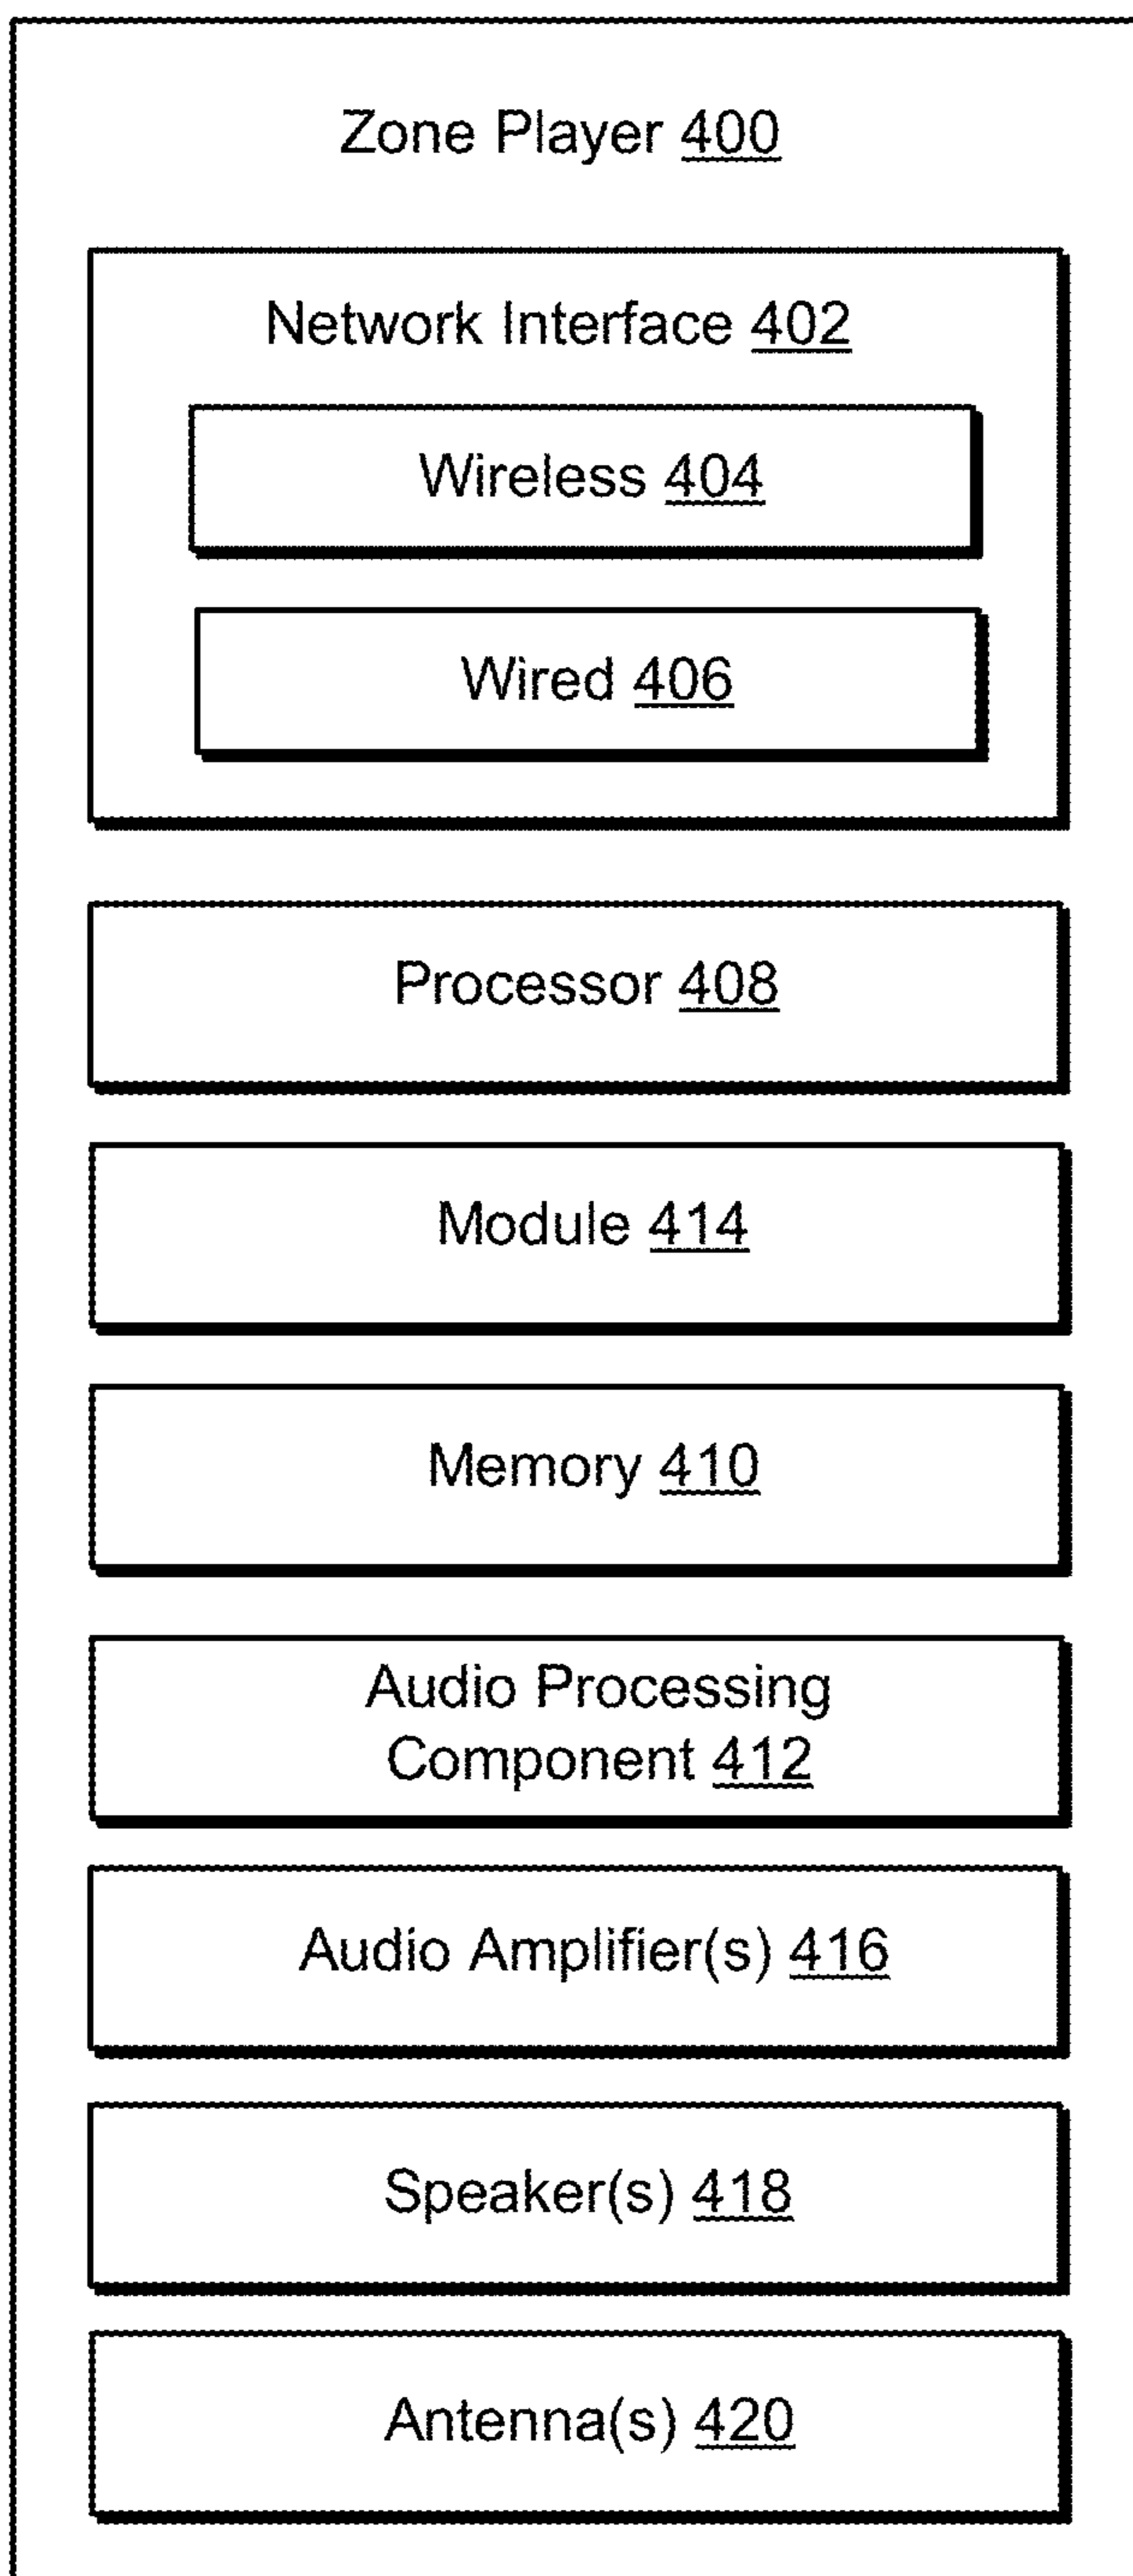 Zone Player 400
Network Interface 402
Wireless 404
Wired 406
Processor 408
Module 414
Memory 410
Audio Processing
Component 412
Audio Amplifier(s) 416
Speaker(s) 418
Antenna(s) 420